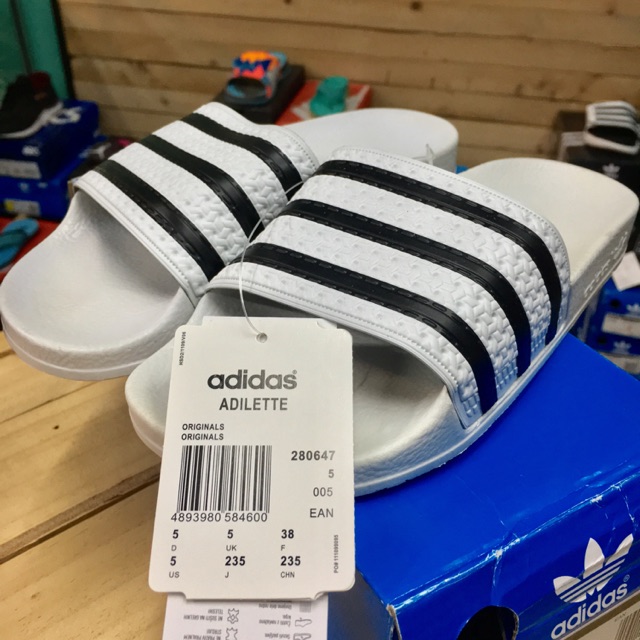 adidas
ADILETTE
ORIGINALS
ORIGINALS
280647
5
005
EAN
4893980 584600
5 5 38
D UK F
5 235 235
US J CHN
adidas